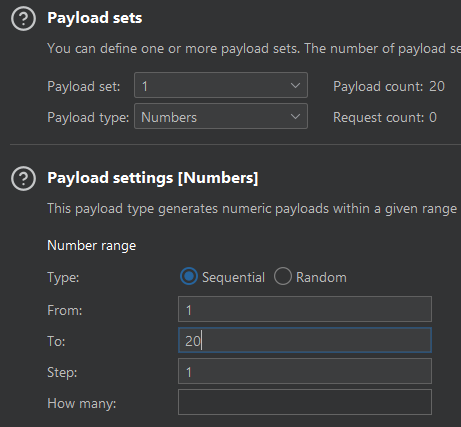 Payload sets
You can define one or more payload sets. The number of payload se
Payload set: 1 Payload count: 20
Payload type: Numbers Request count: 0
Payload settings [Numbers]
This payload type generates numeric payloads within a given range
Number range
Type: Sequential Random
From: 1
To: 20
Step: 1
How many: